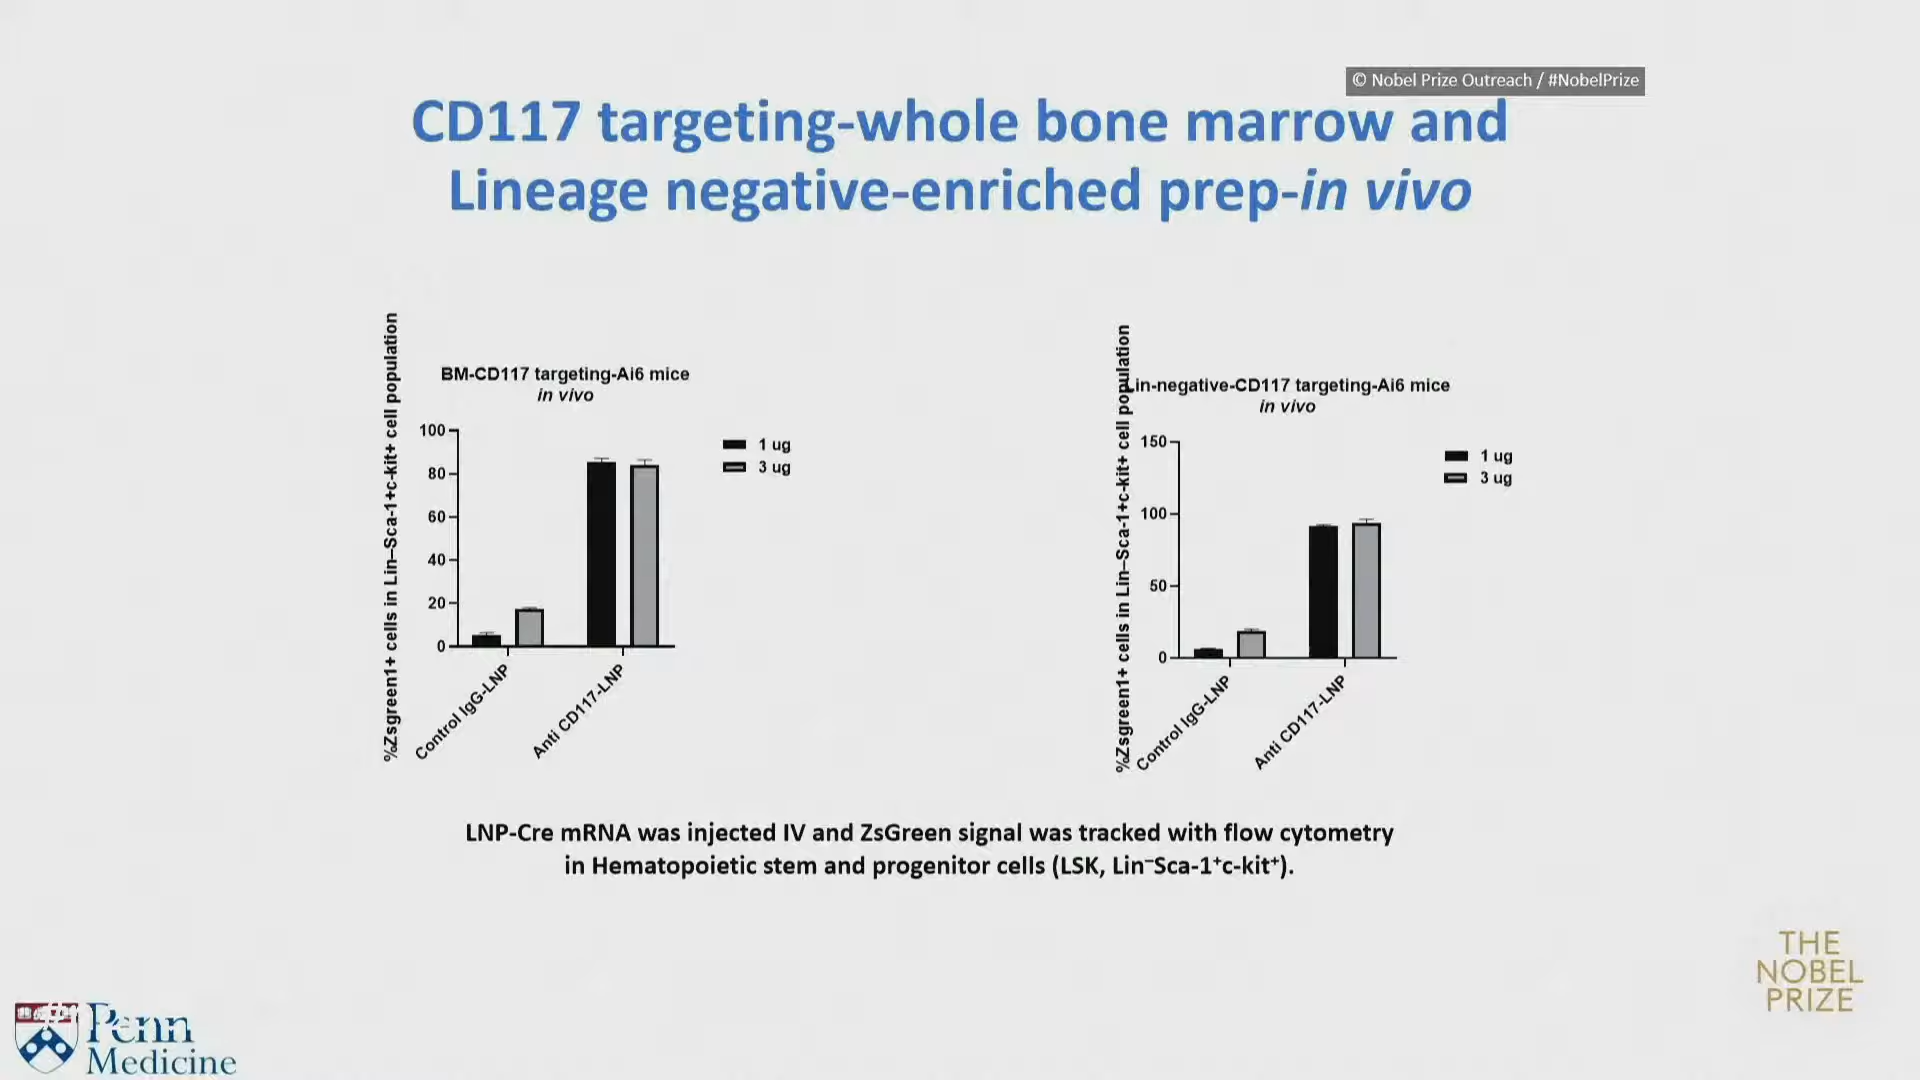 © Nobel Prize Outreach / #NobelPrize
CD117 targeting-whole bone marrow and
Lineage negative-enriched prep-in vivo
%Zsgreen1+ cells in Lin–Sca-1+c-kit+ cell population
BM-CD117 targeting-Ai6 mice
in vivo
100
80
60
40
20
0
1 ug
3 ug
Control IgG-LNP
Anti CD117-LNP
%Zsgreen1+ cells in Lin–Sca-1+c-kit+ cell population
Lin-negative-CD117 targeting-Ai6 mice
in vivo
150
100
50
0
1 ug
3 ug
Control IgG-LNP
Anti CD117-LNP
LNP-Cre mRNA was injected IV and ZsGreen signal was tracked with flow cytometry
in Hematopoietic stem and progenitor cells (LSK, Lin⁻Sca-1⁺c-kit⁺).
THE
NOBEL
PRIZE
Penn
Medicine